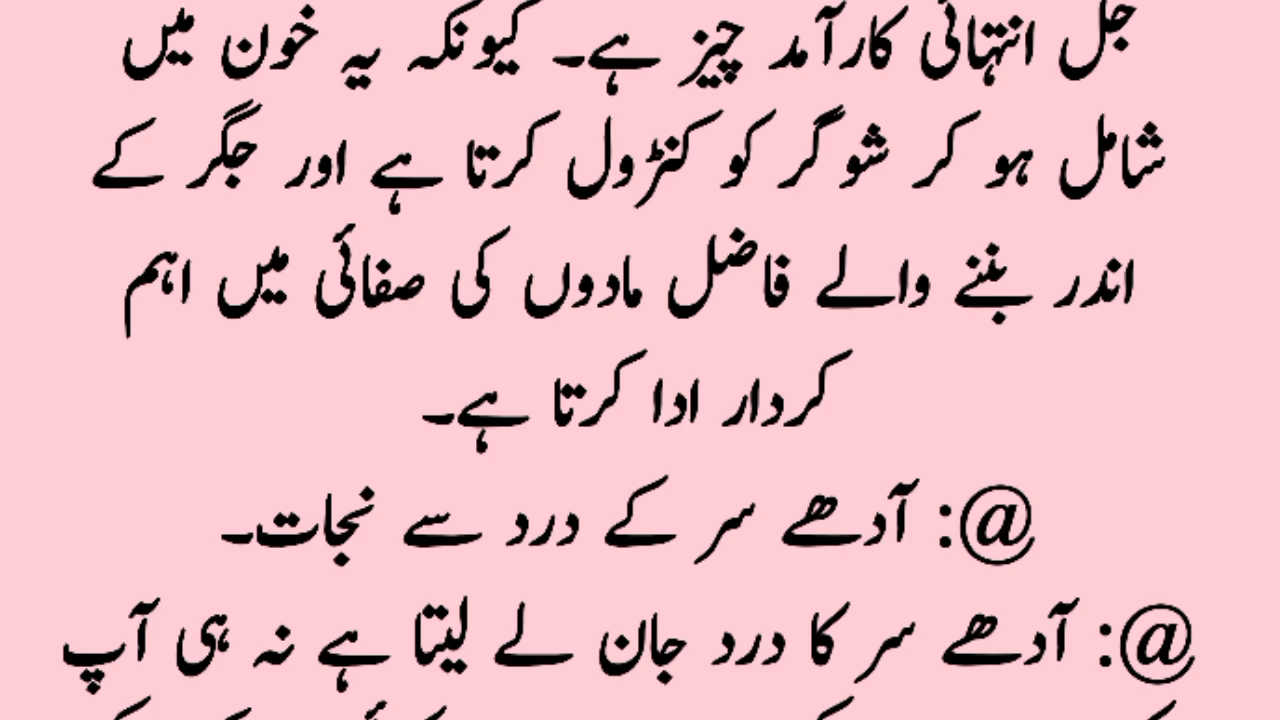 جل انتہائی کارآمد چیز ہے۔ کیونکہ یہ خون میں
شامل ہو کر شوگر کو کنٹرول کرتا ہے اور جگر کے
اندر بننے والے فاضل مادوں کی صفائی میں اہم
کردار ادا کرتا ہے۔
@: آدھے سر کے درد سے نجات۔
@: آدھے سر کا درد جان لے لیتا ہے نہ ہی آپ